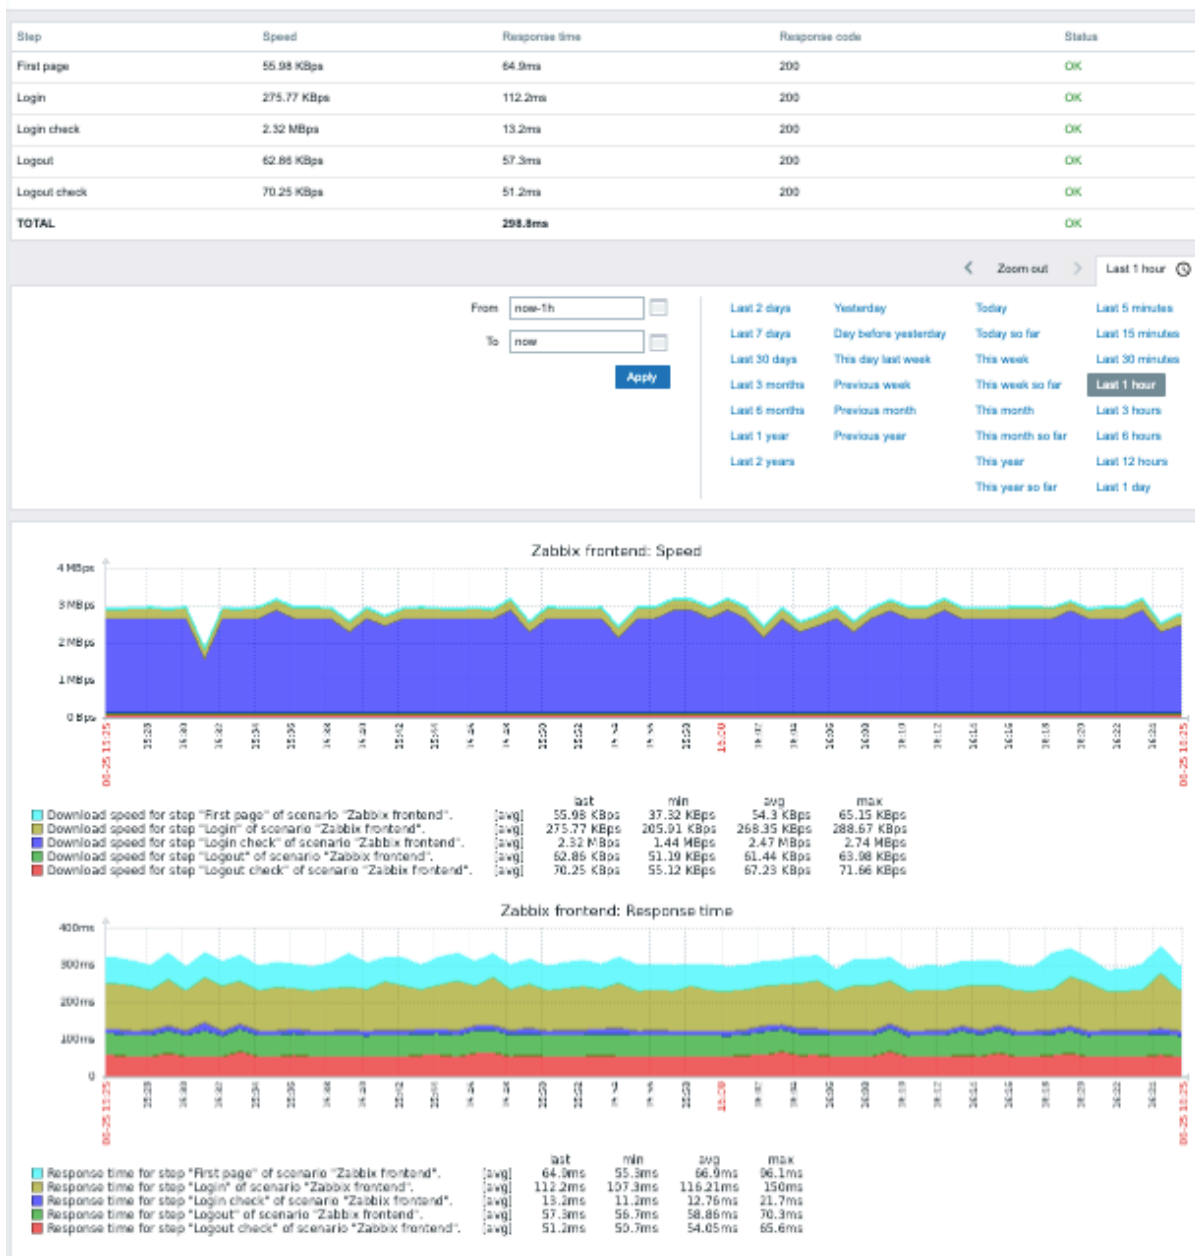 Step Speed Response time Response code Status
First page 55.98 KBps 64.9ms 200 OK
Login 275.77 KBps 112.2ms 200 OK
Login check 2.32 MBps 13.2ms 200 OK
Logout 62.86 KBps 57.3ms 200 OK
Logout check 70.25 KBps 51.2ms 200 OK
TOTAL 298.8ms OK
Zoom out Last 1 hour
From now-1h
To now
Apply
Last 2 days Yesterday Today Last 5 minutes
Last 7 days Day before yesterday Today so far Last 15 minutes
Last 30 days This day last week This week Last 30 minutes
Last 3 months Previous week This week so far Last 1 hour
Last 6 months Previous month This month Last 3 hours
Last 1 year Previous year This month so far Last 6 hours
Last 2 years This year Last 12 hours
This year so far Last 1 day
Zabbix frontend: Speed
4 MBps
3 MBps
2 MBps
1 MBps
0 Bps
last min avg max
Download speed for step "First page" of scenario "Zabbix frontend". [avg] 55.98 KBps 37.32 KBps 54.3 KBps 65.15 KBps
Download speed for step "Login" of scenario "Zabbix frontend". [avg] 275.77 KBps 205.91 KBps 268.35 KBps 288.67 KBps
Download speed for step "Login check" of scenario "Zabbix frontend". [avg] 2.32 MBps 1.44 MBps 2.47 MBps 2.74 MBps
Download speed for step "Logout" of scenario "Zabbix frontend". [avg] 62.86 KBps 51.19 KBps 61.44 KBps 63.98 KBps
Download speed for step "Logout check" of scenario "Zabbix frontend". [avg] 70.25 KBps 55.12 KBps 67.23 KBps 71.66 KBps
Zabbix frontend: Response time
400ms
300ms
200ms
100ms
0
last min avg max
Response time for step "First page" of scenario "Zabbix frontend". [avg] 64.9ms 55.3ms 66.9ms 96.1ms
Response time for step "Login" of scenario "Zabbix frontend". [avg] 112.2ms 107.3ms 116.21ms 150ms
Response time for step "Login check" of scenario "Zabbix frontend". [avg] 13.2ms 11.2ms 12.76ms 21.7ms
Response time for step "Logout" of scenario "Zabbix frontend". [avg] 57.3ms 56.7ms 58.86ms 70.3ms
Response time for step "Logout check" of scenario "Zabbix frontend". [avg] 51.2ms 50.7ms 54.05ms 65.6ms